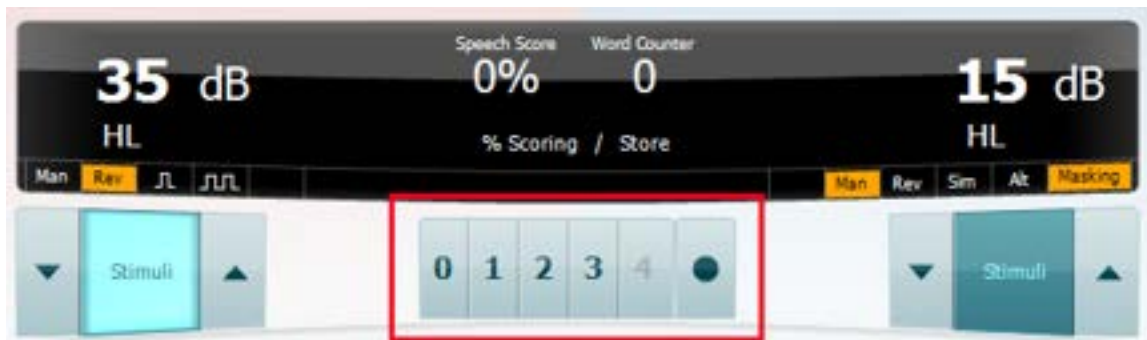 Speech Score Word Counter
35 dB 0% 0 15 dB
HL % Scoring / Store HL
Man Rev Man Rev Sim Alt Masking
Stimuli 0 1 2 3 4 Stimuli